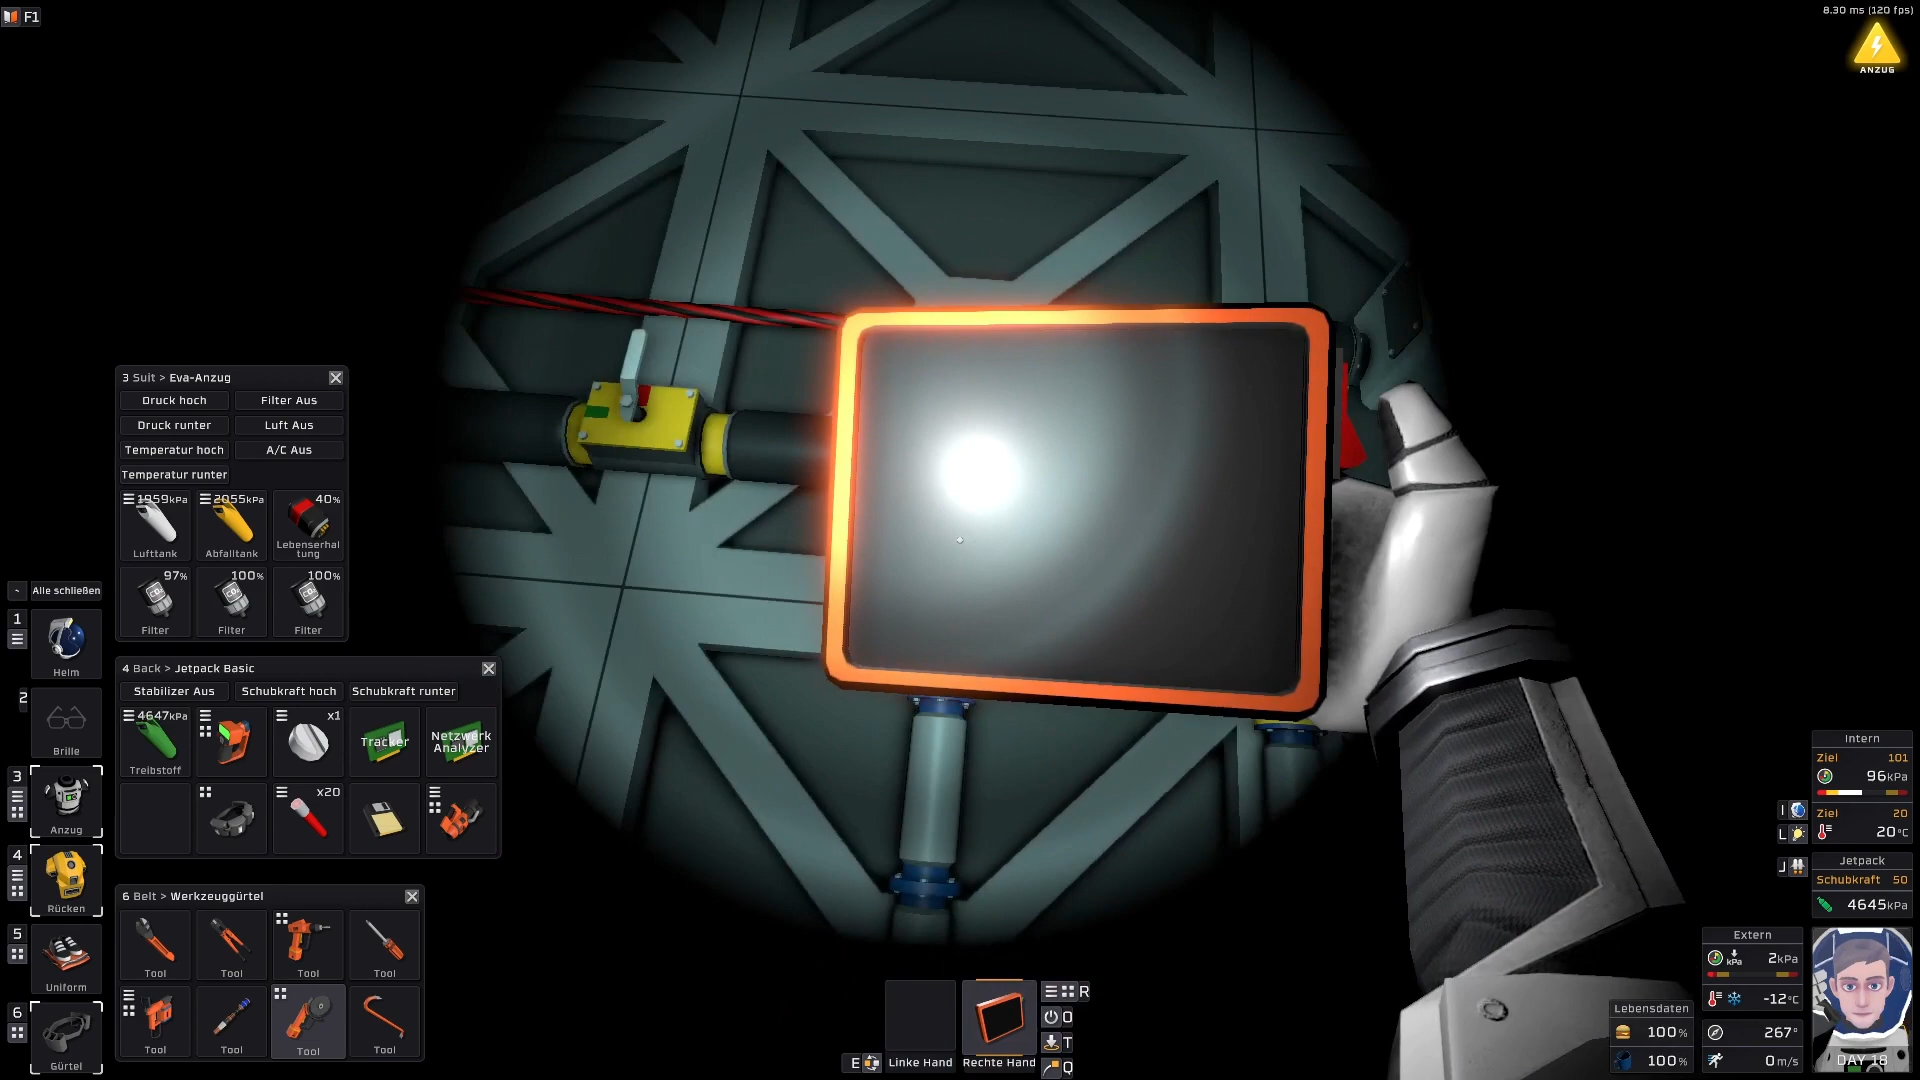 F1
8.30 ms (120 fps)
ANZUG
3 Suit > Eva-Anzug
Druck hoch
Filter Aus
Druck runter
Luft Aus
Temperatur hoch
A/C Aus
Temperatur runter
1959kPa
2055kPa
40%
Lufttank
Abfalltank
Lebenserhaltung
97%
100%
100%
Filter
Filter
Filter
~
Alle schließen
1
Helm
2
Brille
3
Anzug
4
Rücken
5
Uniform
6
Gürtel
4 Back > Jetpack Basic
Stabilizer Aus
Schubkraft hoch
Schubkraft runter
4647kPa
x1
Tracker
Netzwerk
Analyzer
Treibstoff
x20
6 Belt > Werkzeuggürtel
Tool
Tool
Tool
Tool
Tool
Tool
Tool
Tool
E
Linke Hand
Rechte Hand
R
O
T
Q
Intern
Ziel 101
96kPa
I
Ziel 20
L
20°C
Jetpack
J
Schubkraft 50
4645kPa
Extern
kPa
2kPa
-12°C
Lebensdaten
100%
267°
100%
0m/s
DAY 18